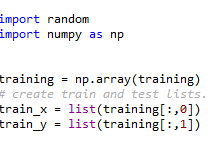 import random
import numpy as np
training = np.array(training)
# create train and test lists.
train_x = list(training[:,0])
train_y = list(training[:,1])